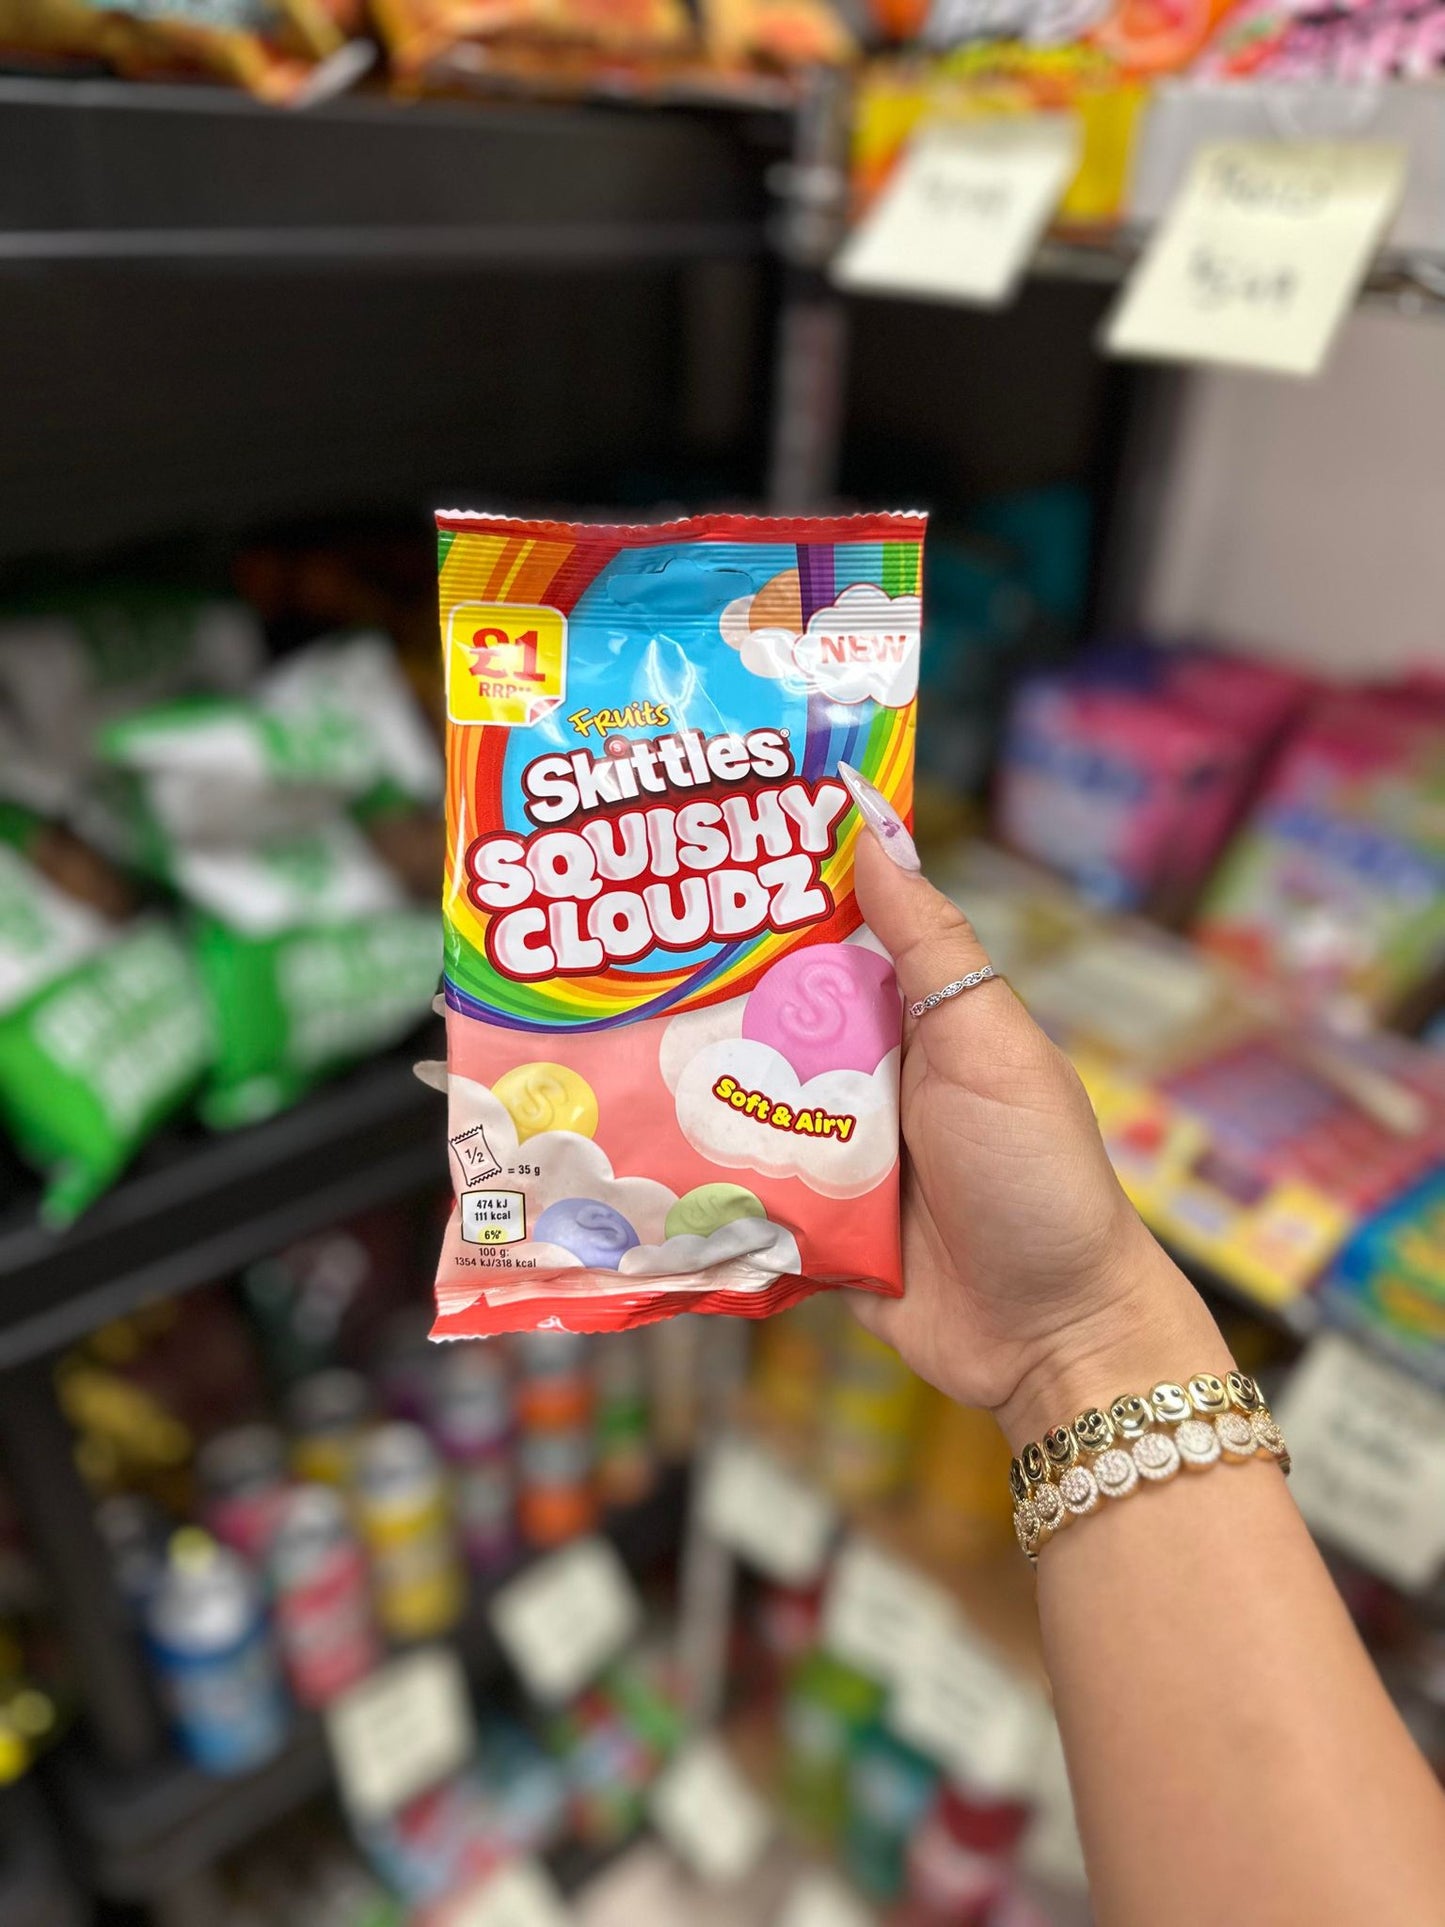 £1
RRP**
NEW
Fruits
Skittles®
SQUISHY
CLOUDZ
S
Soft & Airy
S
1/2
= 35 g
474 kJ
111 kcal
6%*
100 g:
1354 kJ/318 kcal
S
S